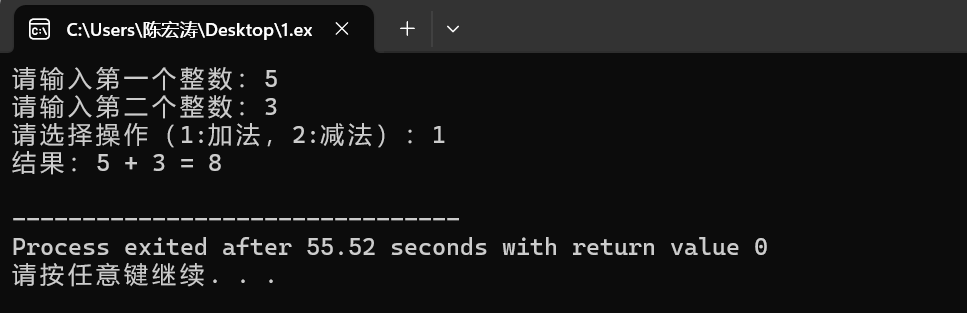 C:\Users\陈宏涛\Desktop\1.ex
请输入第一个整数: 5
请输入第二个整数: 3
请选择操作 (1:加法, 2:减法) : 1
结果: 5 + 3 = 8
--------------------------------
Process exited after 55.52 seconds with return value 0
请按任意键继续. . .